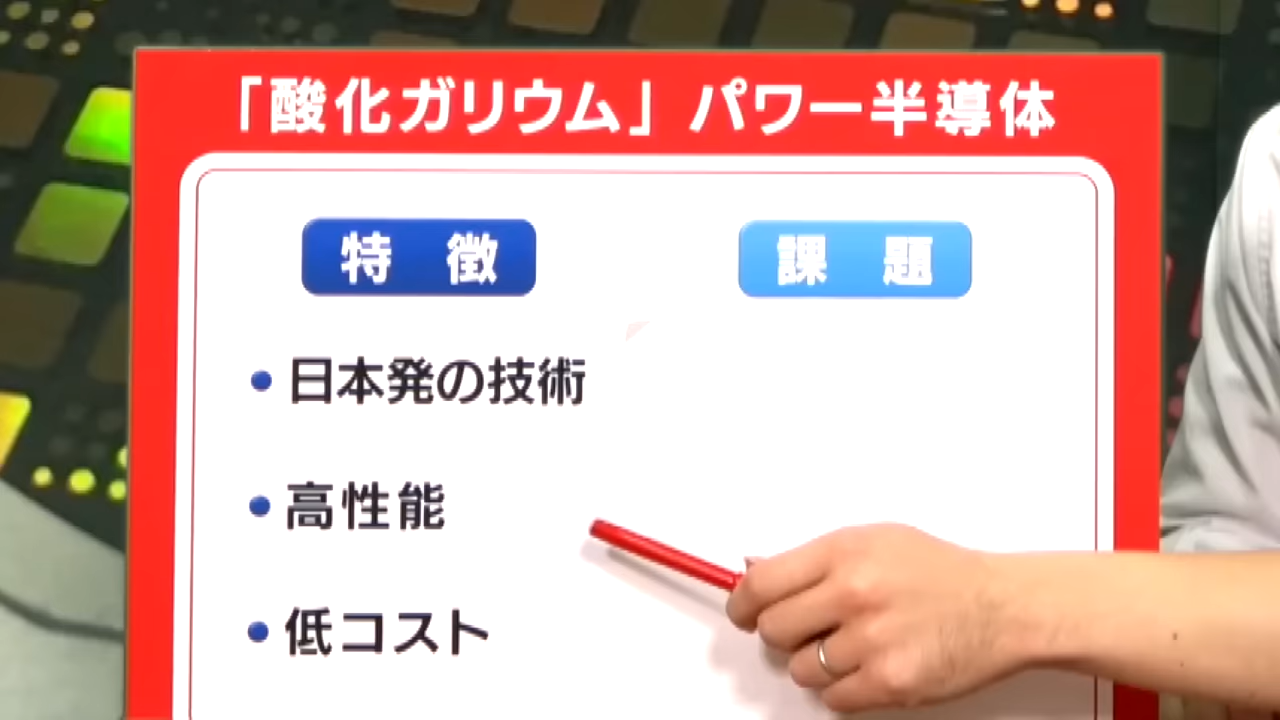 「酸化ガリウム」パワー半導体
特　徴
課　題
・日本発の技術
・高性能
・低コスト